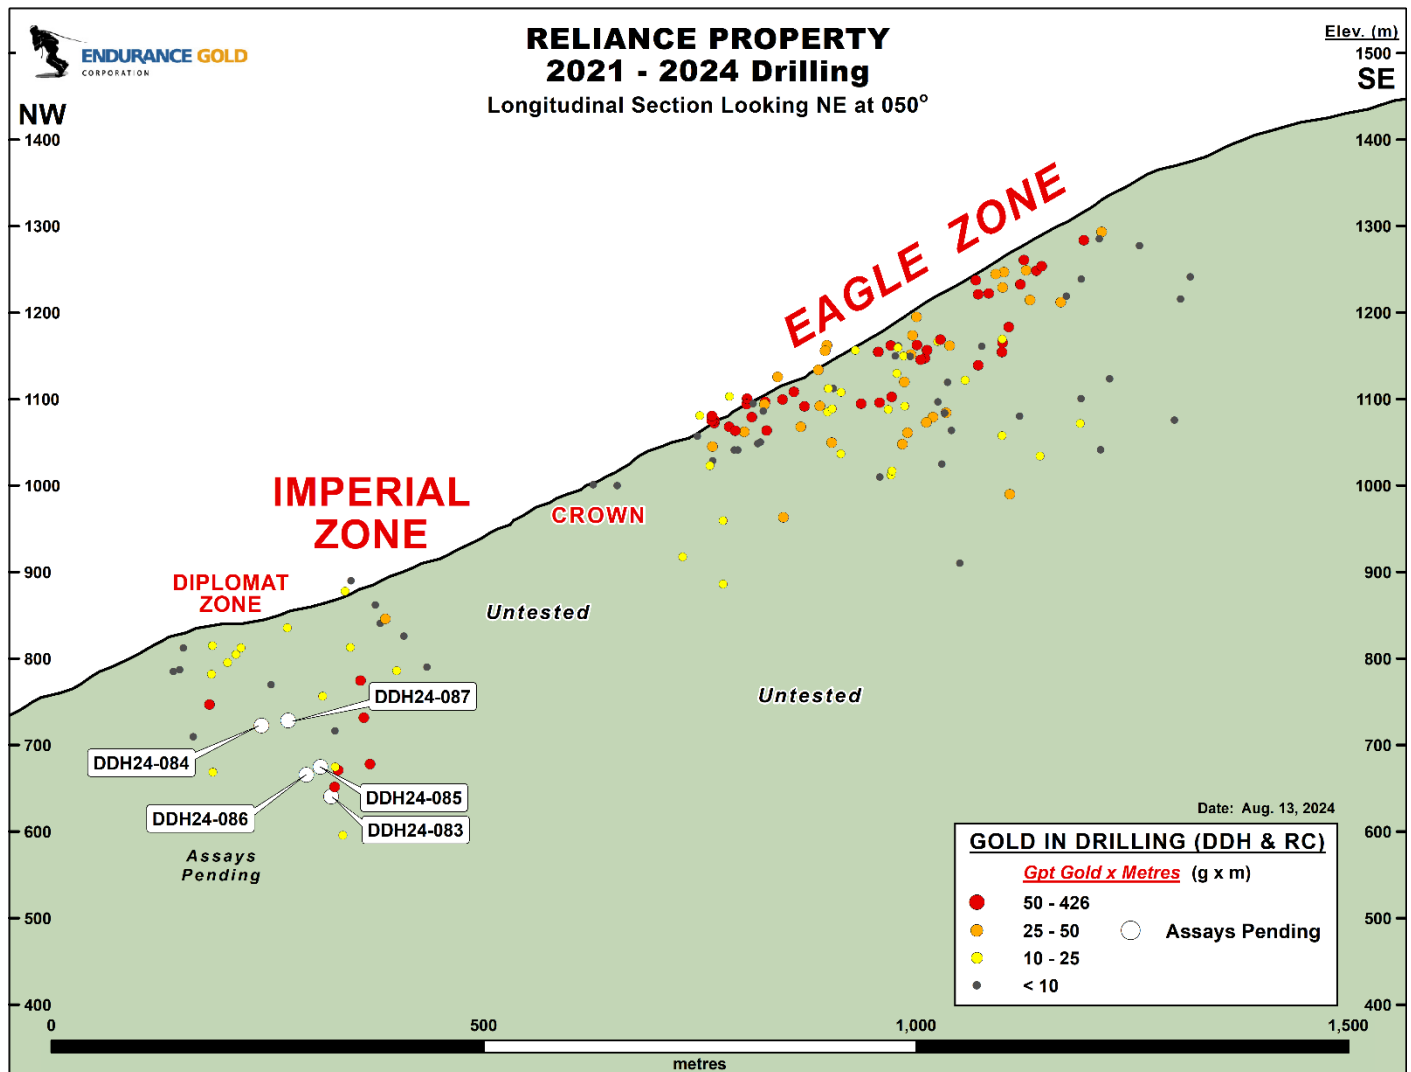 ENDURANCE GOLD
CORPORATION
RELIANCE PROPERTY
2021 - 2024 Drilling
Longitudinal Section Looking NE at 050°
Elev. (m)
1500
NW
SE
1400
1400
1300
1300
EAGLE ZONE
1200
1200
1100
1100
1000
1000
IMPERIAL
ZONE
CROWN
900
900
DIPLOMAT
ZONE
Untested
800
800
Untested
DDH24-087
700
700
DDH24-084
DDH24-085
DDH24-086
DDH24-083
600
600
Assays
Pending
Date: Aug. 13, 2024
GOLD IN DRILLING (DDH & RC)
Gpt Gold x Metres (g x m)
50 - 426
25 - 50
Assays Pending
10 - 25
< 10
500
500
400
400
0
500
1,000
1,500
metres